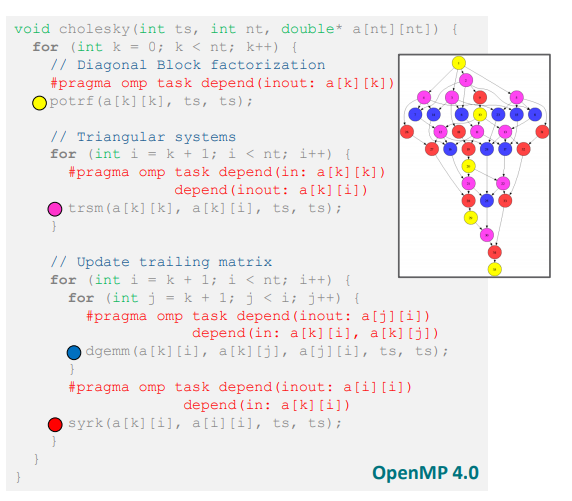 void cholesky(int ts, int nt, double* a[nt][nt]) {
for (int k = 0; k < nt; k++) {
// Diagonal Block factorization
#pragma omp task depend(inout: a[k][k])
potrf(a[k][k], ts, ts);
// Triangular systems
for (int i = k + 1; i < nt; i++) {
#pragma omp task depend(in: a[k][k])
depend(inout: a[k][i])
trsm(a[k][k], a[k][i], ts, ts);
}
// Update trailing matrix
for (int i = k + 1; i < nt; i++) {
for (int j = k + 1; j < i; j++) {
#pragma omp task depend(inout: a[j][i])
depend(in: a[k][i], a[k][j])
dgemm(a[k][i], a[k][j], a[j][i], ts, ts);
}
#pragma omp task depend(inout: a[i][i])
depend(in: a[k][i])
syrk(a[k][i], a[i][i], ts, ts);
}
}
}
OpenMP 4.0